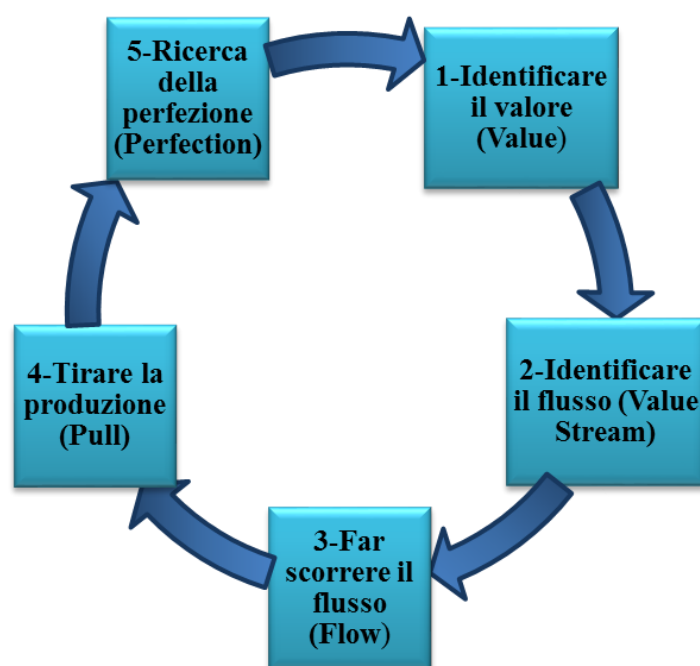 1-Identificare
il valore
(Value)
2-Identificare
il flusso (Value
Stream)
3-Far
scorrere il
flusso
(Flow)
4-Tirare la
produzione
(Pull)
5-Ricerca
della
perfezione
(Perfection)